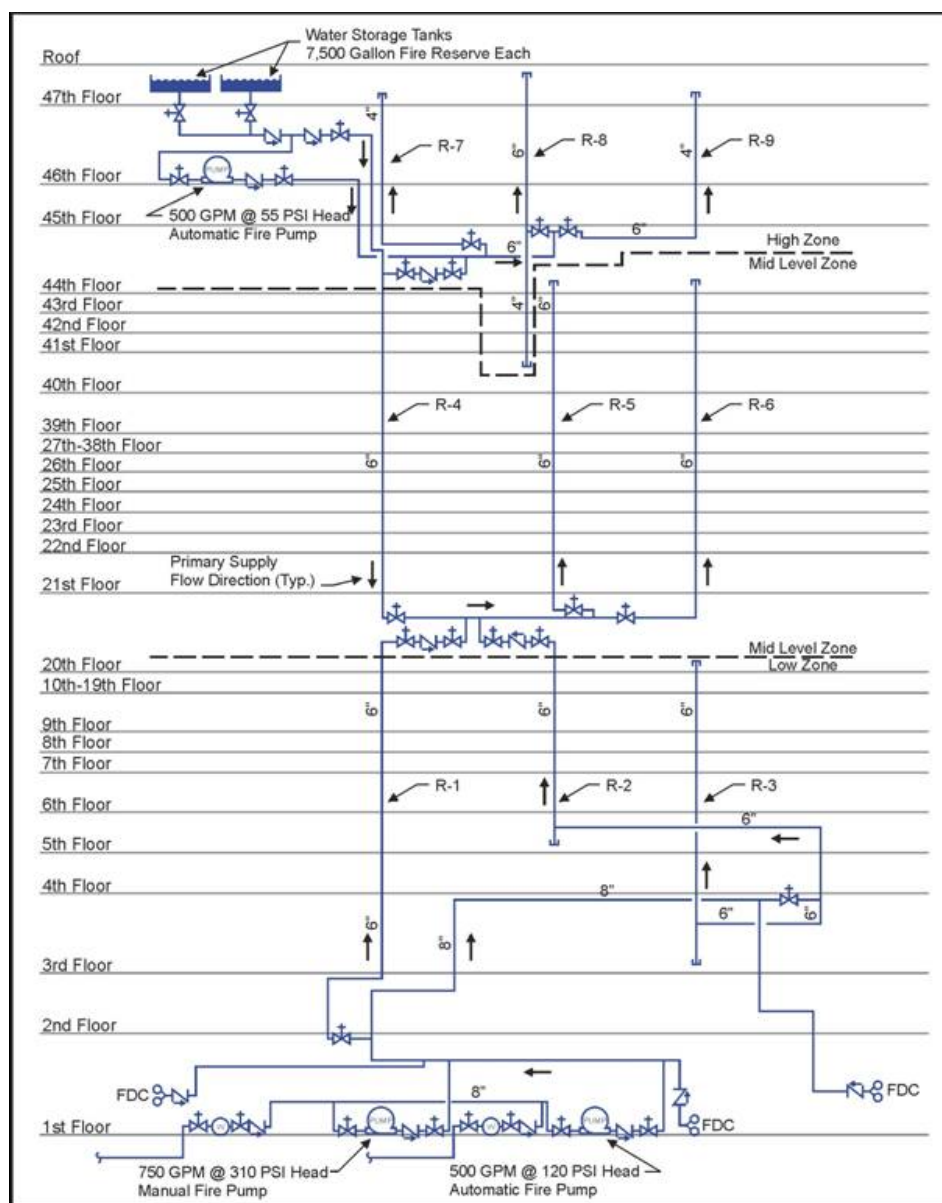 Water Storage Tanks
7,500 Gallon Fire Reserve Each
Roof
47th Floor
4"
R-7
6"
R-8
4"
R-9
46th Floor
PUMP
45th Floor
500 GPM @ 55 PSI Head
Automatic Fire Pump
6"
6"
High Zone
Mid Level Zone
44th Floor
43rd Floor
4"
6"
42nd Floor
41st Floor
40th Floor
R-4
R-5
R-6
39th Floor
27th-38th Floor
26th Floor
6"
6"
6"
25th Floor
24th Floor
23rd Floor
22nd Floor
Primary Supply
Flow Direction (Typ.)
21st Floor
Mid Level Zone
20th Floor
Low Zone
10th-19th Floor
6"
6"
6"
9th Floor
8th Floor
7th Floor
R-1
R-2
R-3
6th Floor
6"
5th Floor
4th Floor
8"
6"
6"
6"
8"
3rd Floor
2nd Floor
FDC
8"
FDC
FDC
1st Floor
PUMP
PUMP
750 GPM @ 310 PSI Head
Manual Fire Pump
500 GPM @ 120 PSI Head
Automatic Fire Pump